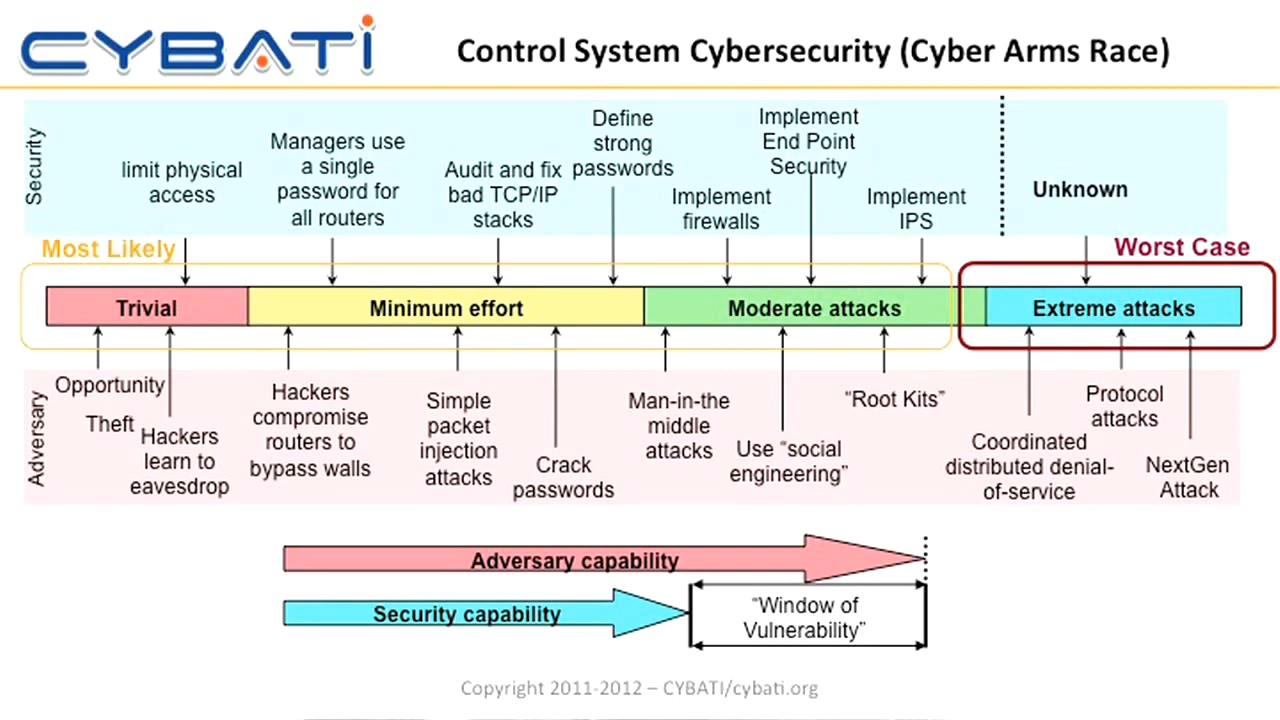 CYBATI
Control System Cybersecurity (Cyber Arms Race)
Security
limit physical
access
Managers use
a single
password for
all routers
Audit and fix
bad TCP/IP
stacks
Define
strong
passwords
Implement
firewalls
Implement
End Point
Security
Implement
IPS
Unknown
Most Likely
Worst Case
Trivial
Minimum effort
Moderate attacks
Extreme attacks
Adversary
Opportunity
Theft
Hackers
learn to
eavesdrop
Hackers
compromise
routers to
bypass walls
Simple
packet
injection
attacks
Crack
passwords
Man-in-the
middle
attacks
Use “social
engineering”
“Root Kits”
Coordinated
distributed denial-
of-service
Protocol
attacks
NextGen
Attack
Adversary capability
Security capability
“Window of
Vulnerability”
Copyright 2011-2012 – CYBATI/cybati.org